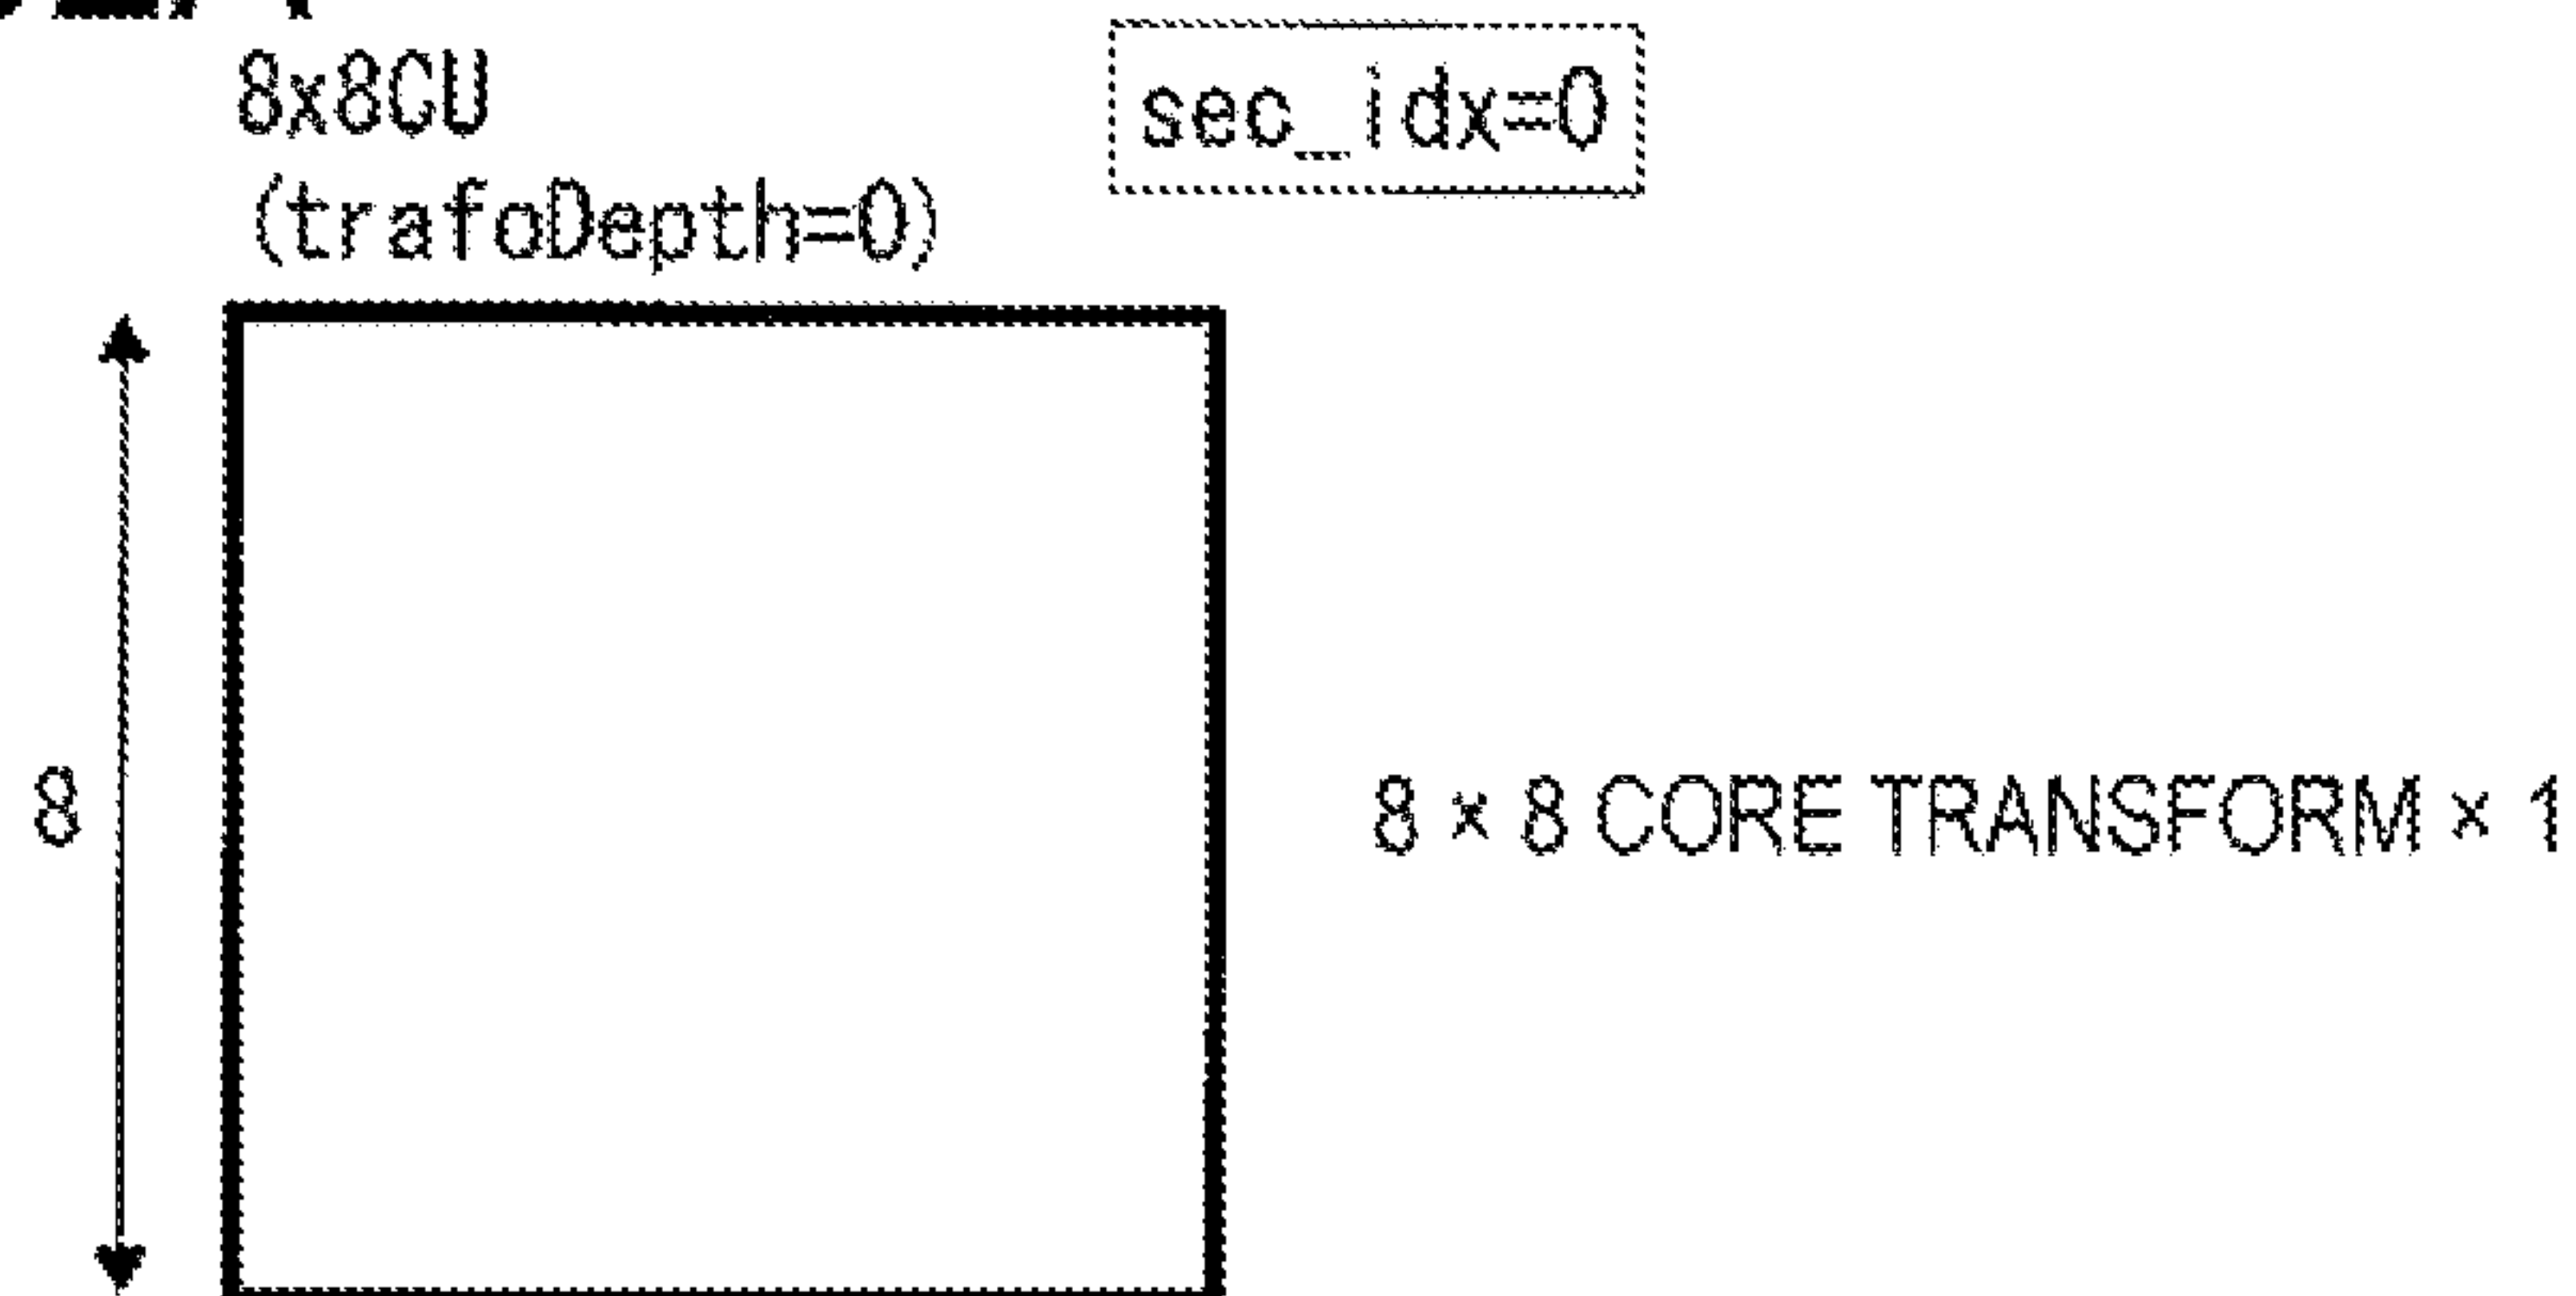 8x8CU
sec_idx=0
(trafoDepth=0)
8
8 × 8 CORE TRANSFORM × 1